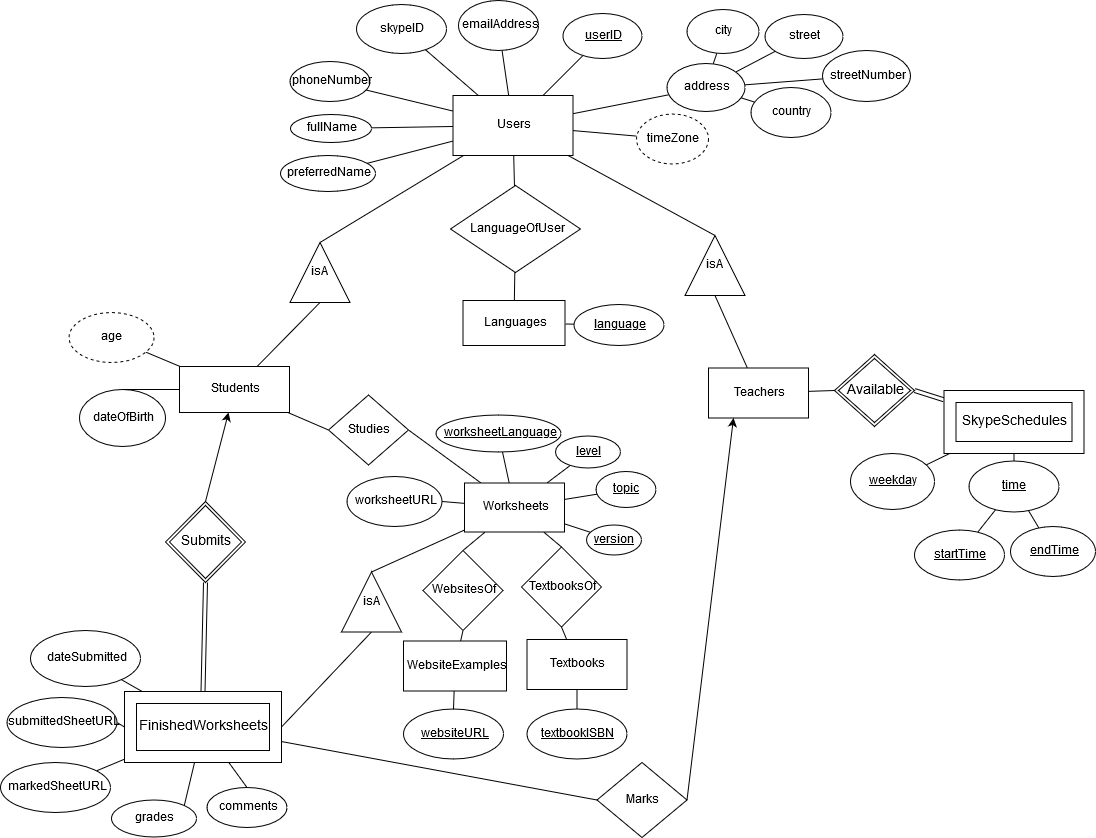 skypeID
emailAddress
userID
city
street
streetNumber
address
country
phoneNumber
fullName
preferredName
Users
timeZone
LanguageOfUser
isA
isA
Languages
language
age
Students
dateOfBirth
Teachers
Available
SkypeSchedules
weekday
time
startTime
endTime
Studies
worksheetLanguage
level
topic
version
worksheetURL
Worksheets
Submits
isA
WebsitesOf
TextbooksOf
WebsiteExamples
Textbooks
websiteURL
textbookISBN
dateSubmitted
submittedSheetURL
FinishedWorksheets
markedSheetURL
grades
comments
Marks